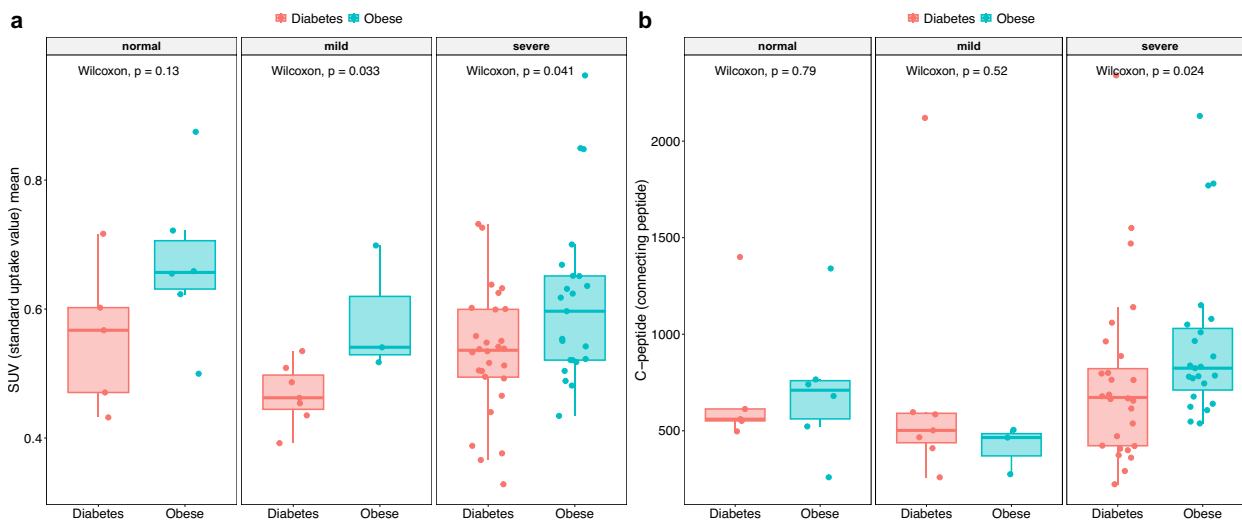 a
Diabetes Obese
normal mild severe
Wilcoxon, p = 0.13 Wilcoxon, p = 0.033 Wilcoxon, p = 0.041
SUV (standard uptake value) mean
0.8
0.6
0.4
Diabetes Obese Diabetes Obese Diabetes Obese
b
Diabetes Obese
normal mild severe
Wilcoxon, p = 0.79 Wilcoxon, p = 0.52 Wilcoxon, p = 0.024
C−peptide (connecting peptide)
2000
1500
1000
500
Diabetes Obese Diabetes Obese Diabetes Obese